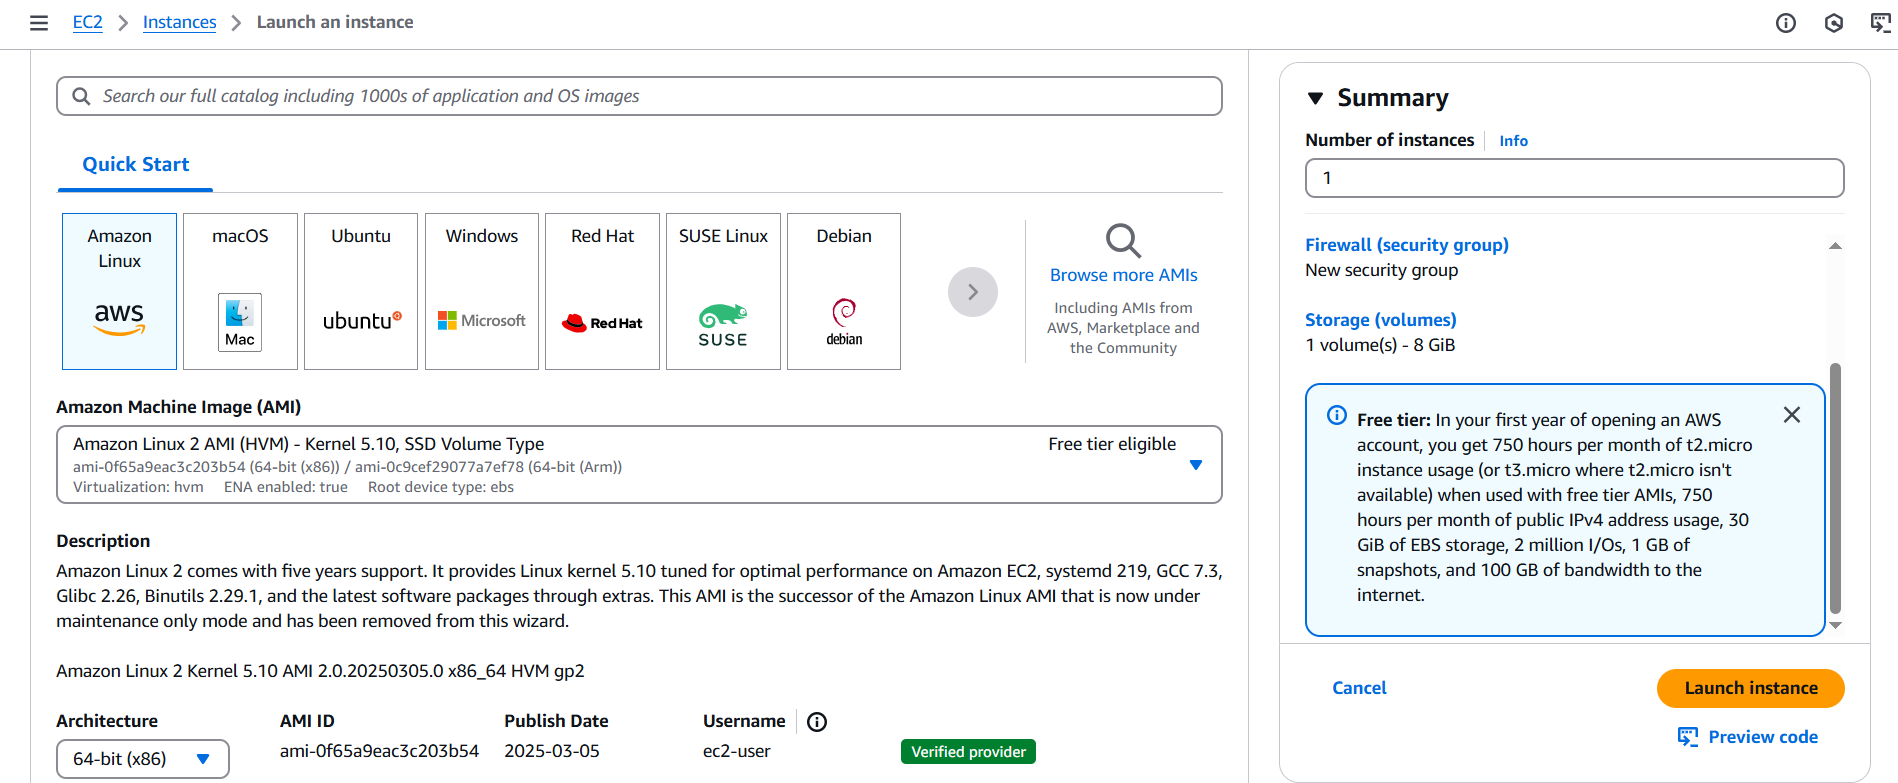 EC2
Instances
Launch an instance
Search our full catalog including 1000s of application and OS images
Quick Start
Amazon
Linux
aws
macOS
Mac
Ubuntu
ubuntu
Windows
Microsoft
Red Hat
Red Hat
SUSE Linux
SUSE
Debian
debian
Browse more AMIs
Including AMIs from
AWS, Marketplace and
the Community
Amazon Machine Image (AMI)
Amazon Linux 2 AMI (HVM) - Kernel 5.10, SSD Volume Type
Free tier eligible
ami-0f65a9eac3c203b54 (64-bit (x86)) / ami-0c9cef29077a7ef78 (64-bit (Arm))
Virtualization: hvm ENA enabled: true Root device type: ebs
Description
Amazon Linux 2 comes with five years support. It provides Linux kernel 5.10 tuned for optimal performance on Amazon EC2, systemd 219, GCC 7.3,
Glibc 2.26, Binutils 2.29.1, and the latest software packages through extras. This AMI is the successor of the Amazon Linux AMI that is now under
maintenance only mode and has been removed from this wizard.
Amazon Linux 2 Kernel 5.10 AMI 2.0.20250305.0 x86_64 HVM gp2
Architecture
64-bit (x86)
AMI ID
ami-0f65a9eac3c203b54
Publish Date
2025-03-05
Username
ec2-user
Verified provider
Summary
Number of instances
Info
1
Firewall (security group)
New security group
Storage (volumes)
1 volume(s) - 8 GiB
Free tier: In your first year of opening an AWS
account, you get 750 hours per month of t2.micro
instance usage (or t3.micro where t2.micro isn't
available) when used with free tier AMIs, 750
hours per month of public IPv4 address usage, 30
GiB of EBS storage, 2 million I/Os, 1 GB of
snapshots, and 100 GB of bandwidth to the
internet.
Cancel
Launch instance
Preview code